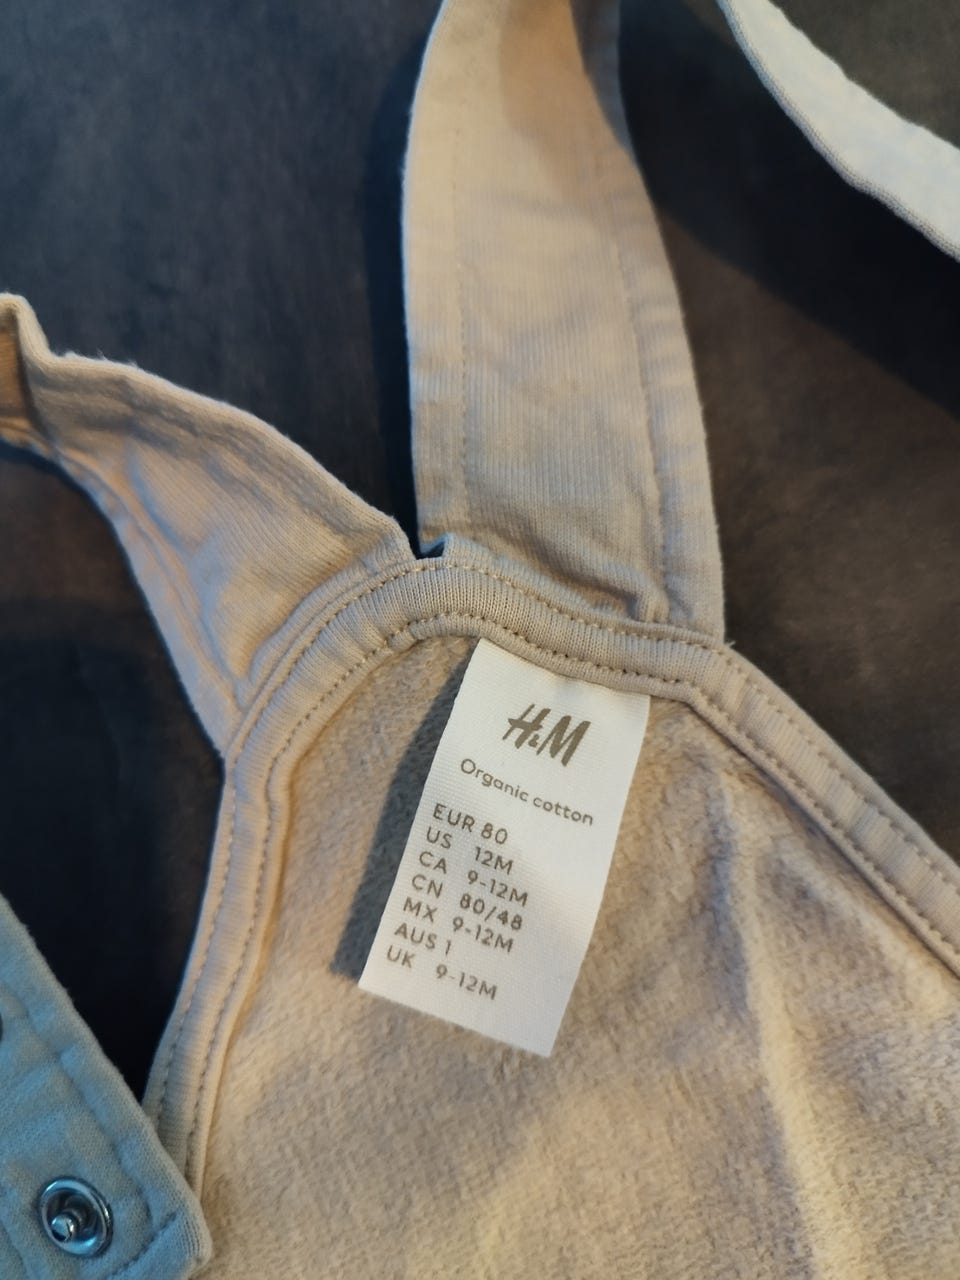 H&M
Organic cotton
EUR 80
US 12M
CA 9-12M
CN 80/48
MX 9-12M
AUS 1
UK 9-12M